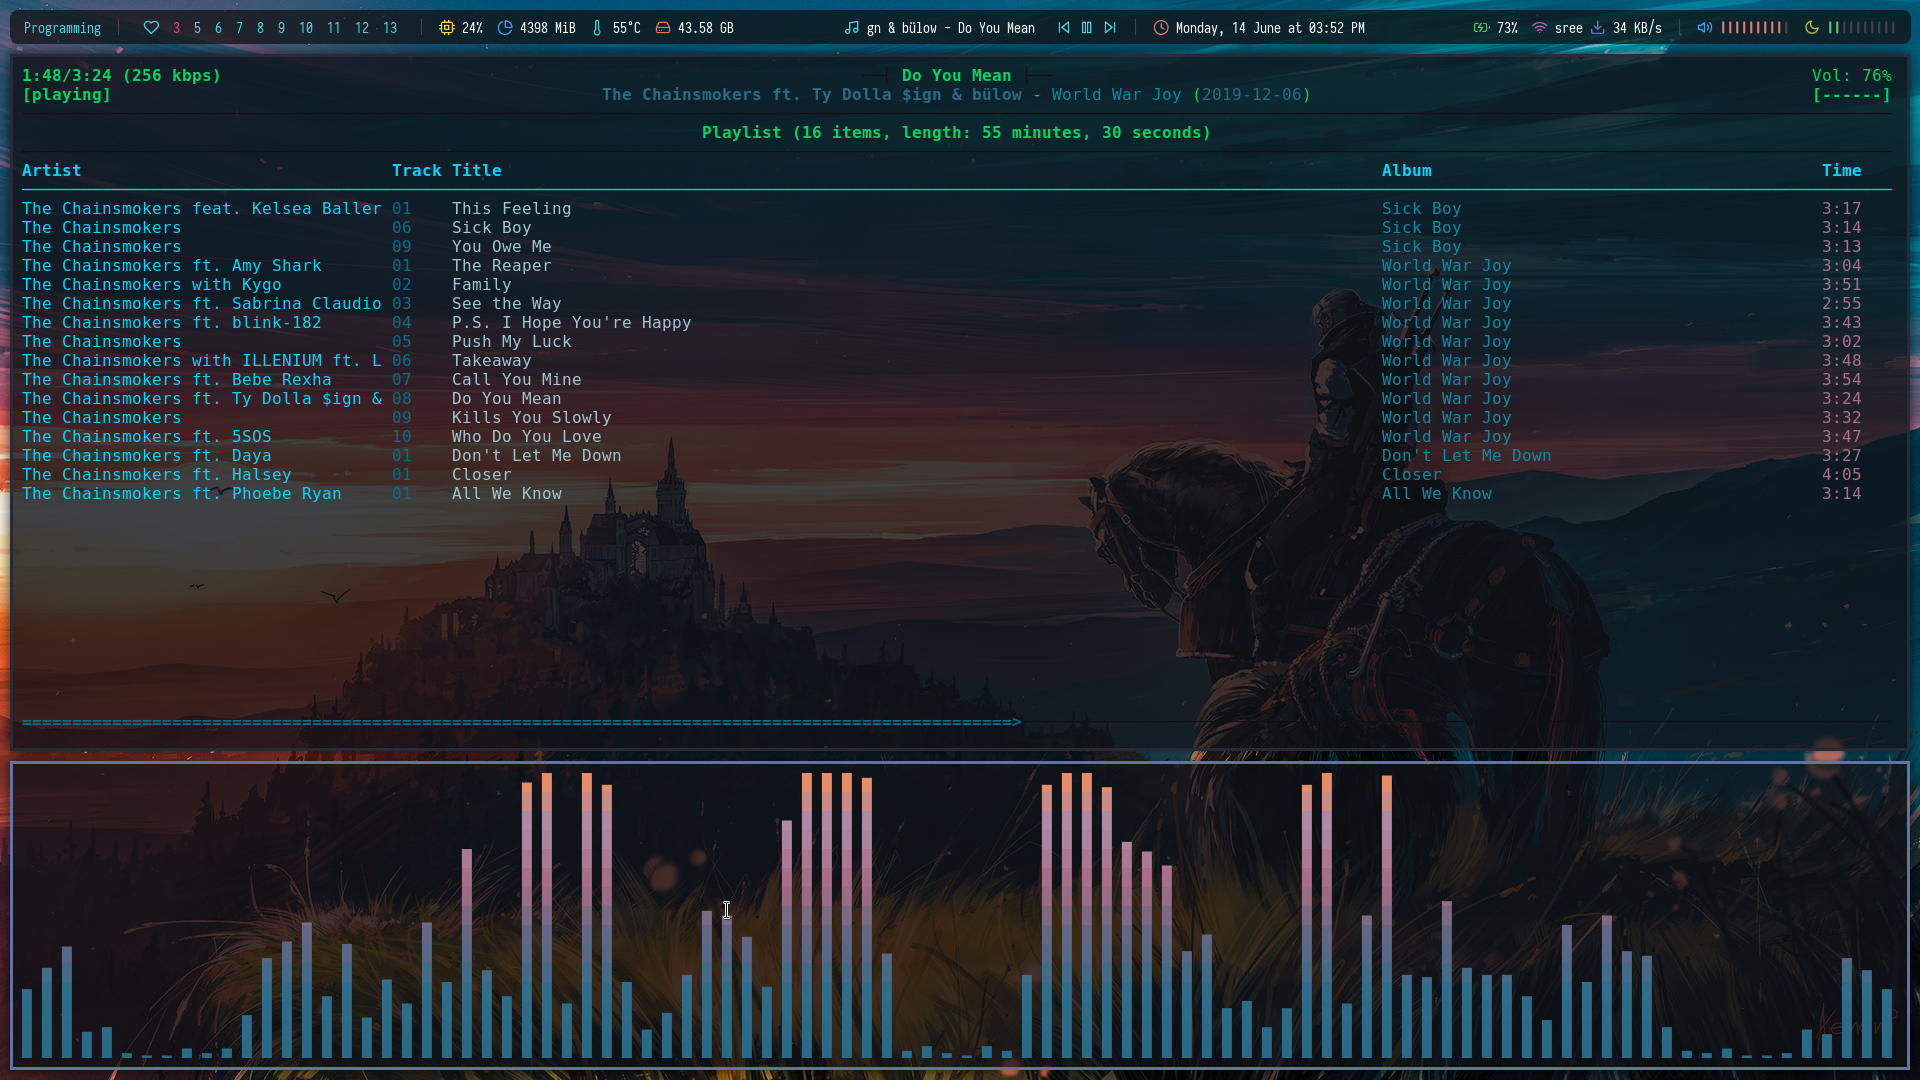 Programming 3 5 6 7 8 9 10 11 12 13 24% 4398 MiB 55°C 43.58 GB gn & bülow - Do You Mean Monday, 14 June at 03:52 PM 73% sree 34 KB/s
1:48/3:24 (256 kbps) Do You Mean Vol: 76%
[playing] The Chainsmokers ft. Ty Dolla $ign & bülow - World War Joy (2019-12-06) [------]
Playlist (16 items, length: 55 minutes, 30 seconds)
Artist Track Title Album Time
The Chainsmokers feat. Kelsea Baller 01 This Feeling Sick Boy 3:17
The Chainsmokers 06 Sick Boy Sick Boy 3:14
The Chainsmokers 09 You Owe Me Sick Boy 3:13
The Chainsmokers ft. Amy Shark 01 The Reaper World War Joy 3:04
The Chainsmokers with Kygo 02 Family World War Joy 3:51
The Chainsmokers ft. Sabrina Claudio 03 See the Way World War Joy 2:55
The Chainsmokers ft. blink-182 04 P.S. I Hope You're Happy World War Joy 3:43
The Chainsmokers 05 Push My Luck World War Joy 3:02
The Chainsmokers with ILLENIUM ft. L 06 Takeaway World War Joy 3:48
The Chainsmokers ft. Bebe Rexha 07 Call You Mine World War Joy 3:54
The Chainsmokers ft. Ty Dolla $ign & 08 Do You Mean World War Joy 3:24
The Chainsmokers 09 Kills You Slowly World War Joy 3:32
The Chainsmokers ft. 5SOS 10 Who Do You Love World War Joy 3:47
The Chainsmokers ft. Daya 01 Don't Let Me Down Don't Let Me Down 3:27
The Chainsmokers ft. Halsey 01 Closer Closer 4:05
The Chainsmokers ft. Phoebe Ryan 01 All We Know All We Know 3:14